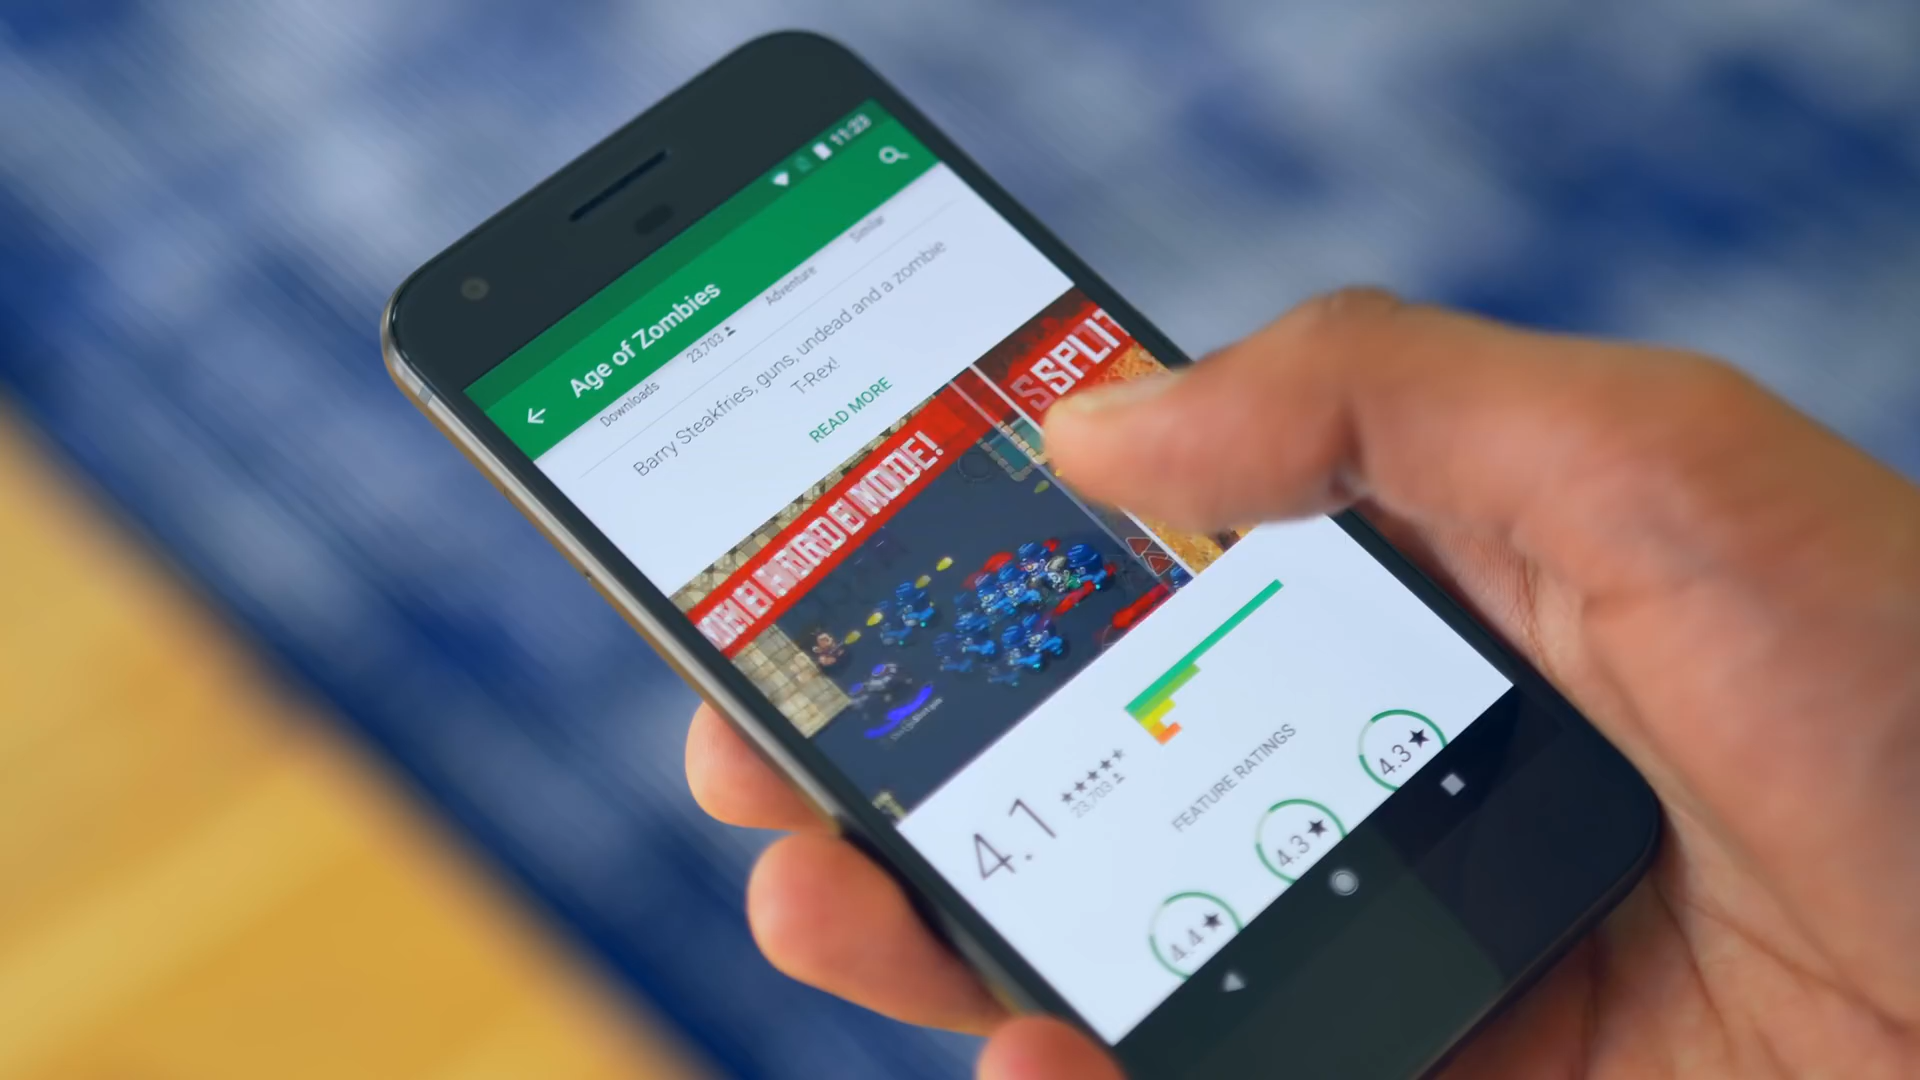 11:23
Age of Zombies
Downloads
23,703
Adventure
Similar
Barry Steakfries, guns, undead and a zombie
T-Rex!
READ MORE
MODE!
SPLIT
4.1
23,703
FEATURE RATINGS
4.4★
4.3★
4.3★